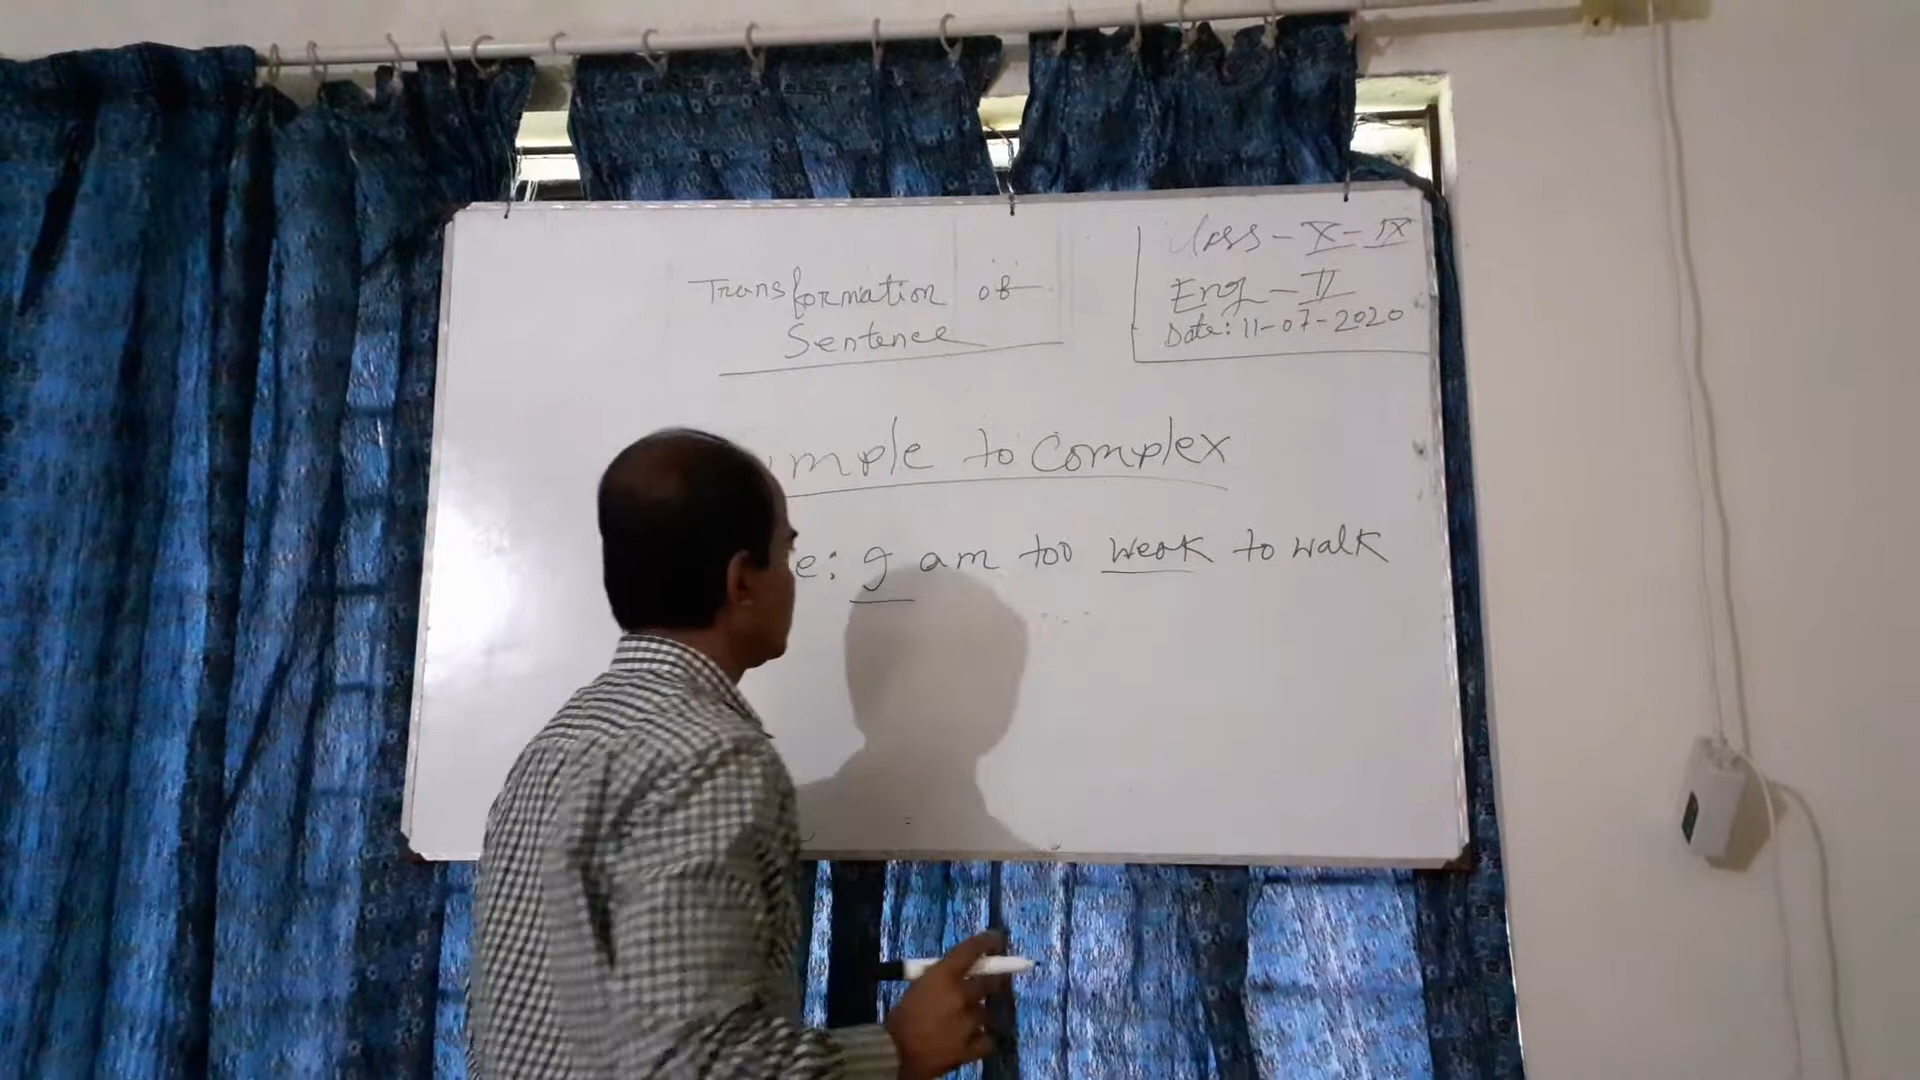 Class - X - IX
Eng - II
Date: 11-07-2020
Transformation of
Sentence
mple to Complex
e: I am too weak to walk